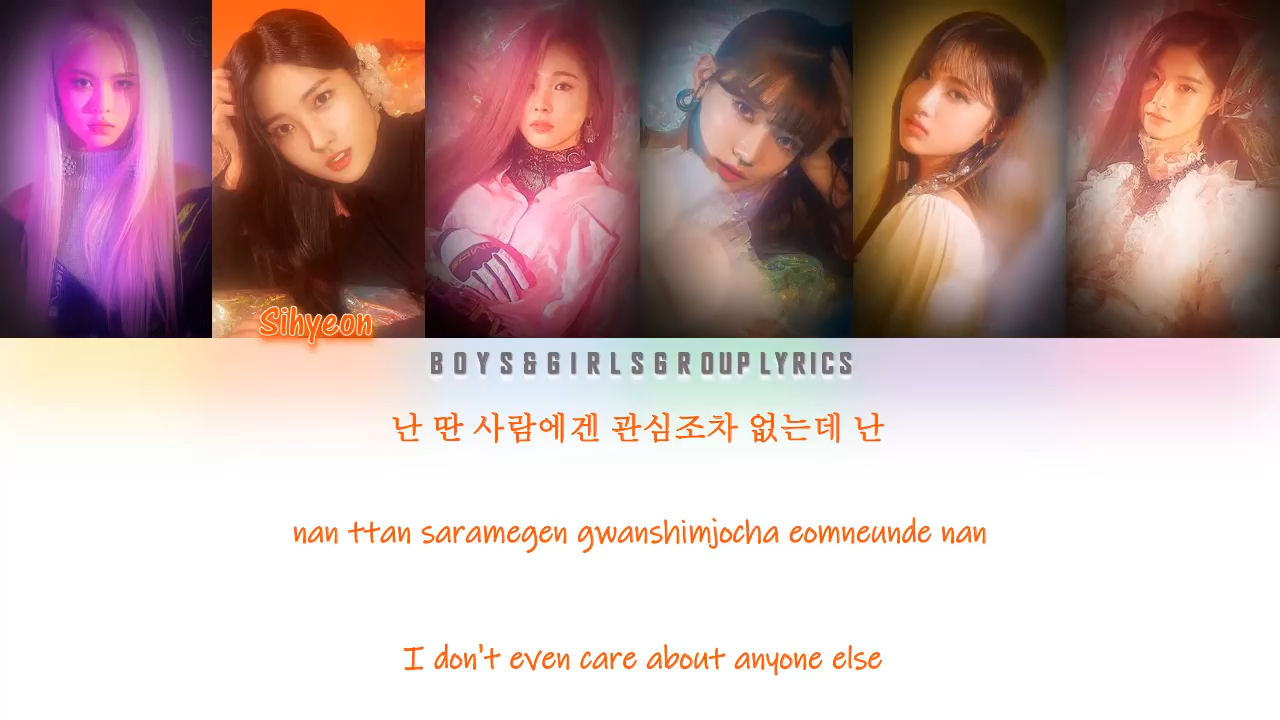 Sihyeon
BOYS&GIRLSGROUPLYRICS
난 딴 사람에겐 관심조차 없는데 난
nan ttan saramegen gwanshimjocha eomneunde nan
I don't even care about anyone else